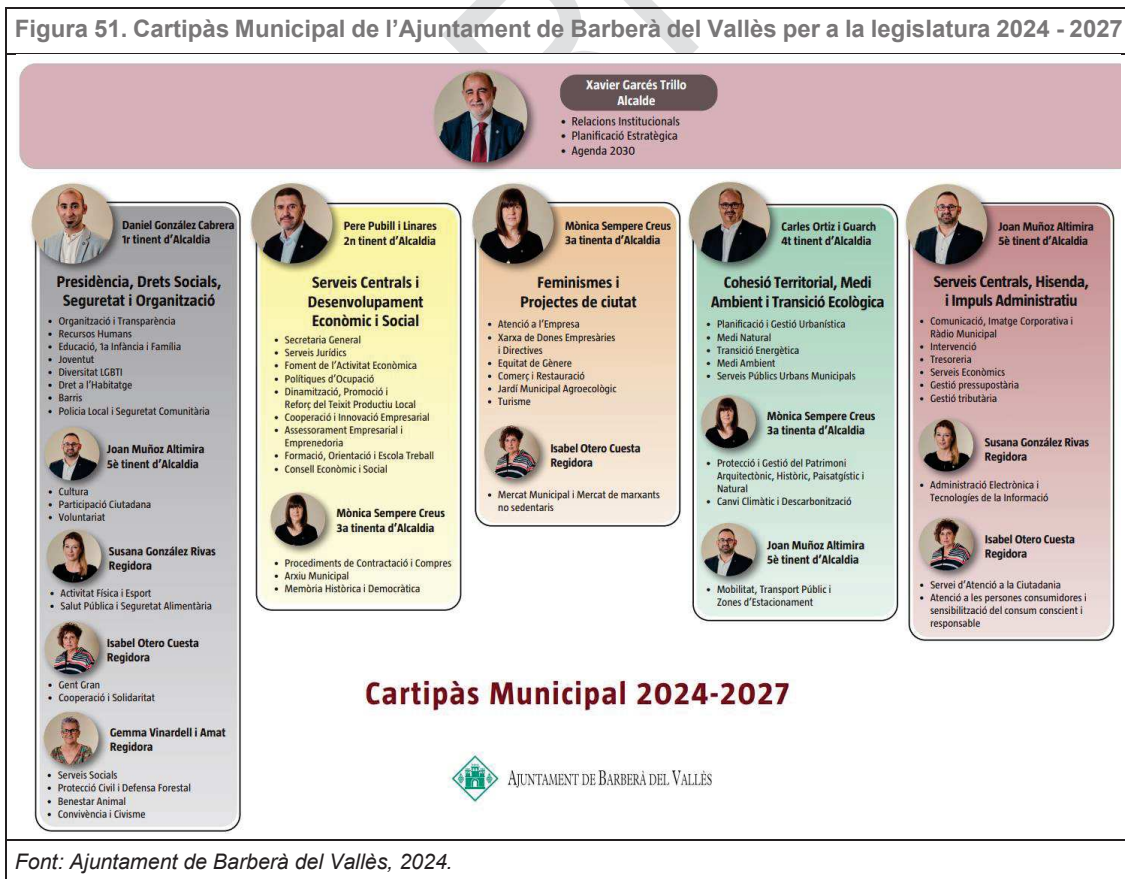 Figura 51. Cartipàs Municipal de l'Ajuntament de Barberà del Vallès per a la legislatura 2024 - 2027
Xavier Garcés Trillo
Alcalde
• Relacions Institucionals
• Planificació Estratègica
• Agenda 2030
Daniel González Cabrera
1r tinent d'Alcaldia
Presidència, Drets Socials,
Seguretat i Organització
• Organització i Transparència
• Recursos Humans
• Educació, 1a Infància i Família
• Joventut
• Diversitat LGBTI
• Dret a l'Habitatge
• Barris
• Policia Local i Seguretat Comunitària
Joan Muñoz Altimira
5è tinent d'Alcaldia
• Cultura
• Participació Ciutadana
• Voluntariat
Susana González Rivas
Regidora
• Activitat Física i Esport
• Salut Pública i Seguretat Alimentària
Isabel Otero Cuesta
Regidora
• Gent Gran
• Cooperació i Solidaritat
Gemma Vinardell i Amat
Regidora
• Serveis Socials
• Protecció Civil i Defensa Forestal
• Benestar Animal
• Convivència i Civisme
Pere Pubill i Linares
2n tinent d'Alcaldia
Serveis Centrals i
Desenvolupament
Econòmic i Social
• Secretaria General
• Serveis Jurídics
• Foment de l'Activitat Econòmica
• Polítiques d'Ocupació
• Dinamització, Promoció i
Reforç del Teixit Productiu Local
• Cooperació i Innovació Empresarial
• Assessorament Empresarial i
Emprenedoria
• Formació, Orientació i Escola Treball
• Consell Econòmic i Social
Mònica Sempere Creus
3a tinenta d'Alcaldia
• Procediments de Contractació i Compres
• Arxiu Municipal
• Memòria Històrica i Democràtica
Mònica Sempere Creus
3a tinenta d'Alcaldia
Feminismes i
Projectes de ciutat
• Atenció a l'Empresa
• Xarxa de Dones Empresàries
i Directives
• Equitat de Gènere
• Comerç i Restauració
• Jardí Municipal Agroecològic
• Turisme
Isabel Otero Cuesta
Regidora
• Mercat Municipal i Mercat de marxants
no sedentaris
Carles Ortiz i Guarch
4t tinent d'Alcaldia
Cohesió Territorial, Medi
Ambient i Transició Ecològica
• Planificació i Gestió Urbanística
• Medi Natural
• Transició Energètica
• Medi Ambient
• Serveis Públics Urbans Municipals
Mònica Sempere Creus
3a tinenta d'Alcaldia
• Protecció i Gestió del Patrimoni
Arquitectònic, Històric, Paisatgístic i
Natural
• Canvi Climàtic i Descarbonització
Joan Muñoz Altimira
5è tinent d'Alcaldia
• Mobilitat, Transport Públic i
Zones d'Estacionament
Joan Muñoz Altimira
5è tinent d'Alcaldia
Serveis Centrals, Hisenda,
i Impuls Administratiu
• Comunicació, Imatge Corporativa i
Ràdio Municipal
• Intervenció
• Tresoreria
• Serveis Econòmics
• Gestió pressupostària
• Gestió tributària
Susana González Rivas
Regidora
• Administració Electrònica i
Tecnologies de la Informació
Isabel Otero Cuesta
Regidora
• Servei d'Atenció a la Ciutadania
• Atenció a les persones consumidores i
sensibilització del consum conscient i
responsable
Cartipàs Municipal 2024-2027
AJUNTAMENT DE BARBERÀ DEL VALLÈS
Font: Ajuntament de Barberà del Vallès, 2024.